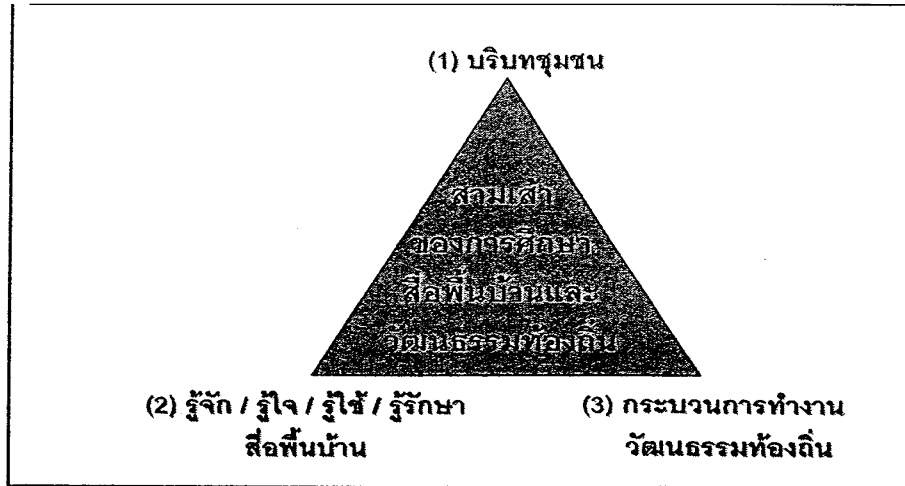 (1) บริบทชุมชน
สามเส้า
ของการศึกษา
สื่อพื้นบ้านและ
วัฒนธรรมท้องถิ่น
(2) รู้จัก / รู้ใจ / รู้ใช้ / รู้รักษา
สื่อพื้นบ้าน
(3) กระบวนการทำงาน
วัฒนธรรมท้องถิ่น